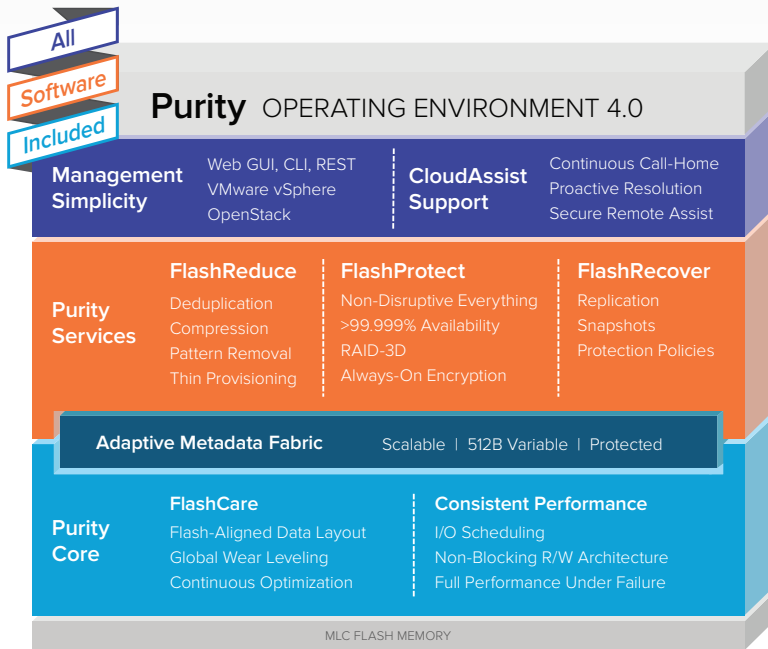 All
Software
Included
Purity OPERATING ENVIRONMENT 4.0
Management
Simplicity
Web GUI, CLI, REST
VMware vSphere
OpenStack
CloudAssist
Support
Continuous Call-Home
Proactive Resolution
Secure Remote Assist
Purity
Services
FlashReduce
Deduplication
Compression
Pattern Removal
Thin Provisioning
FlashProtect
Non-Disruptive Everything
>99.999% Availability
RAID-3D
Always-On Encryption
FlashRecover
Replication
Snapshots
Protection Policies
Adaptive Metadata Fabric
Scalable | 512B Variable | Protected
Purity
Core
FlashCare
Flash-Aligned Data Layout
Global Wear Leveling
Continuous Optimization
Consistent Performance
I/O Scheduling
Non-Blocking R/W Architecture
Full Performance Under Failure
MLC FLASH MEMORY